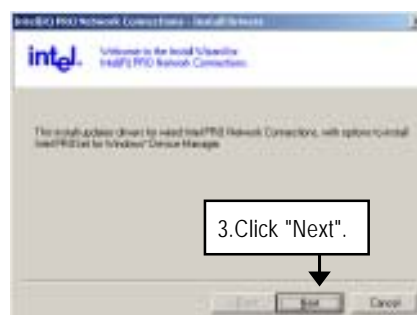 Intel(R) PRO Network Connections - Install Drivers
intel.
Welcome to the Install Wizard for
Intel(R) PRO Network Connections
This install updates drivers for wired Intel PRO Network Connections, with options to install
Intel PROSet for Windows* Device Manager.
3.Click "Next".
Next
Cancel